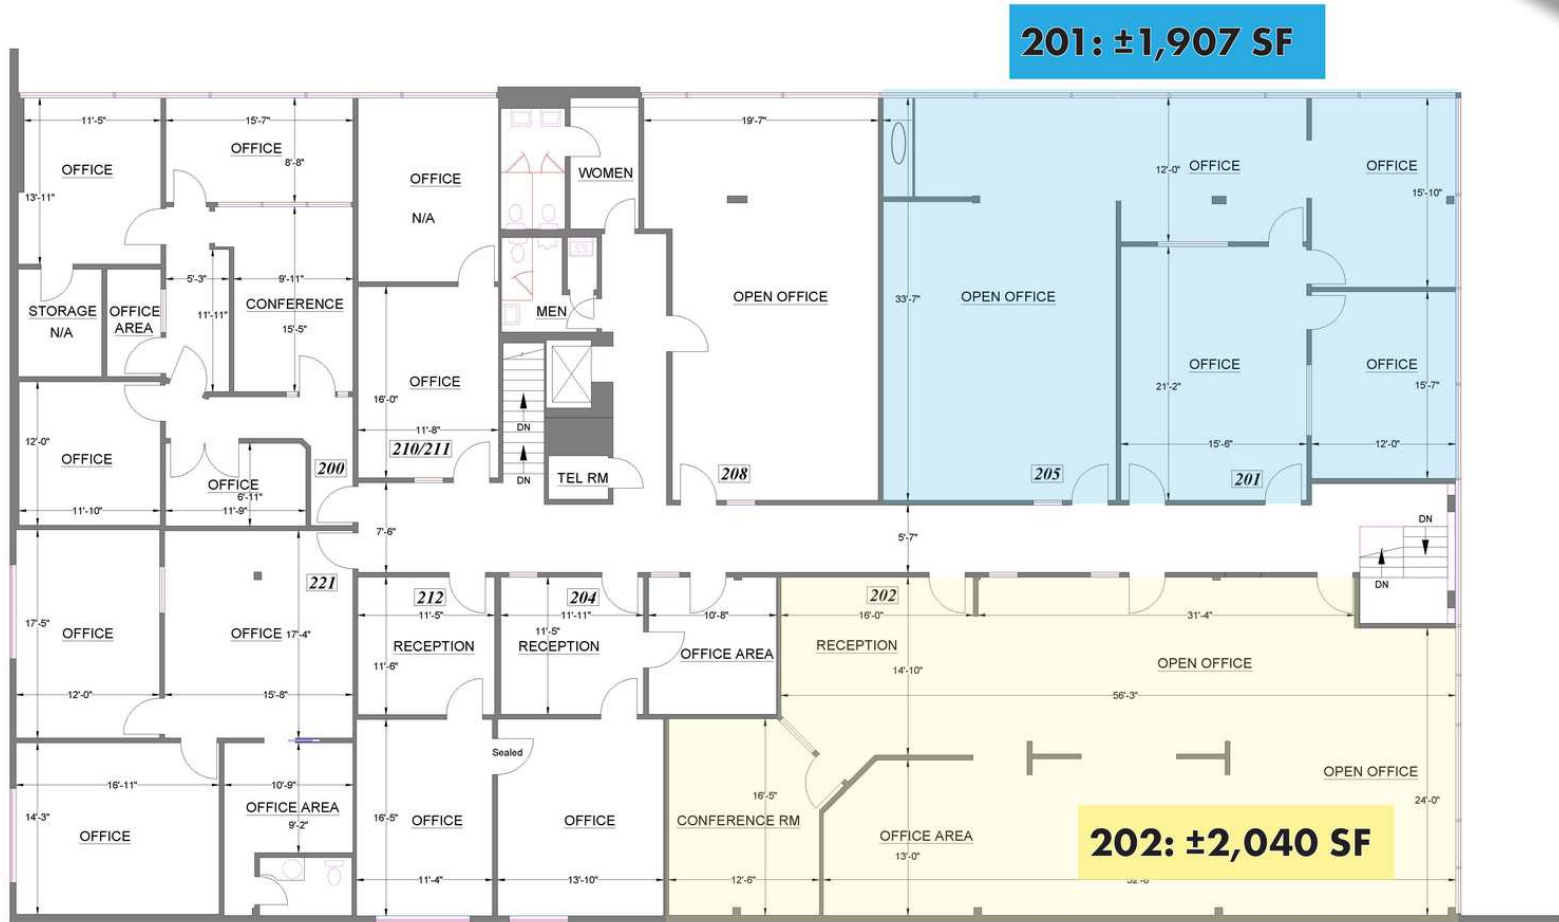 201: ±1,907 SF
11'-5"
15'-7"
19'-7"
OFFICE
8'-8"
OFFICE
13'-11"
OFFICE
N/A
WOMEN
12'-0"
OFFICE
OFFICE
15'-10"
5'-3"
9'-11"
STORAGE
N/A
OFFICE
AREA
11'-11"
CONFERENCE
15'-5"
MEN
OPEN OFFICE
33'-7"
OPEN OFFICE
OFFICE
16'-0"
11'-8"
210/211
DN
DN
OFFICE
21'-2"
15'-6"
OFFICE
15'-7"
12'-0"
12'-0"
OFFICE
11'-10"
OFFICE
6'-11"
11'-9"
200
TEL RM
208
205
201
7'-6"
5'-7"
DN
DN
221
212
11'-5"
204
11'-11"
10'-8"
202
16'-0"
31'-4"
17'-5"
OFFICE
12'-0"
OFFICE
17'-4"
15'-8"
RECEPTION
11'-6"
11'-5"
RECEPTION
OFFICE AREA
RECEPTION
14'-10"
OPEN OFFICE
56'-3"
Sealed
16'-11"
14'-3"
OFFICE
10'-9"
OFFICE AREA
9'-2"
16'-5"
OFFICE
11'-4"
OFFICE
13'-10"
16'-5"
CONFERENCE RM
12'-6"
OFFICE AREA
13'-0"
OPEN OFFICE
24'-0"
202: ±2,040 SF